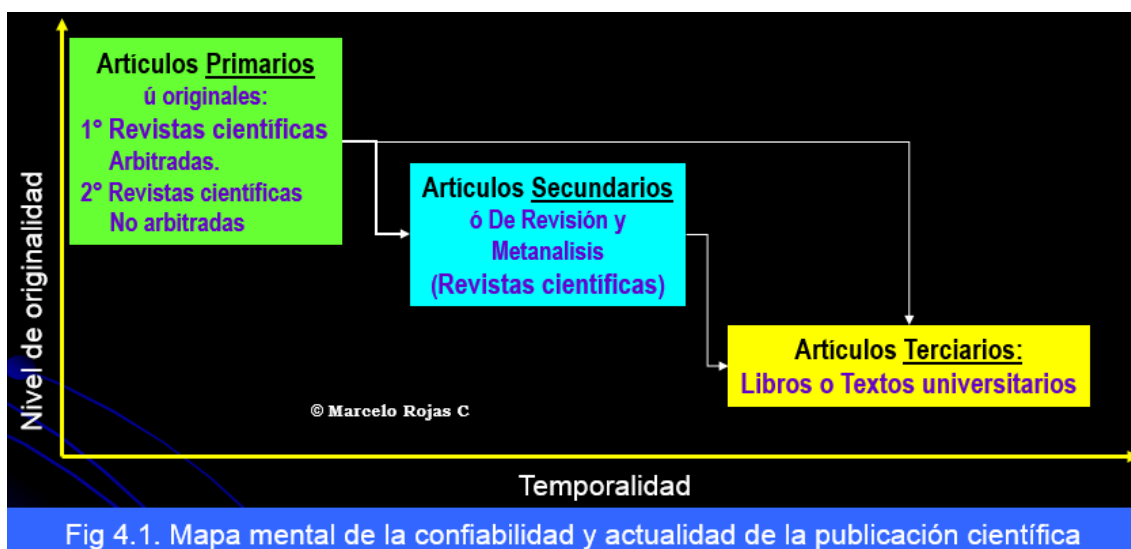 Artículos Primarios
ú originales:
1° Revistas científicas
Arbitradas.
2° Revistas científicas
No arbitradas
Artículos Secundarios
ó De Revisión y
Metanalisis
(Revistas científicas)
Artículos Terciarios:
Libros o Textos universitarios
Nivel de originalidad
© Marcelo Rojas C
Temporalidad
Fig 4.1. Mapa mental de la confiabilidad y actualidad de la publicación científica